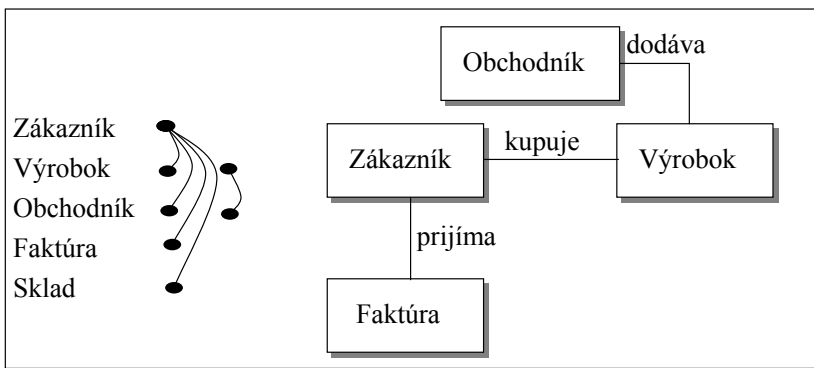 Zákazník
Výrobok
Obchodník
Faktúra
Sklad
Obchodník
dodáva
Zákazník
kupuje
Výrobok
prijíma
Faktúra